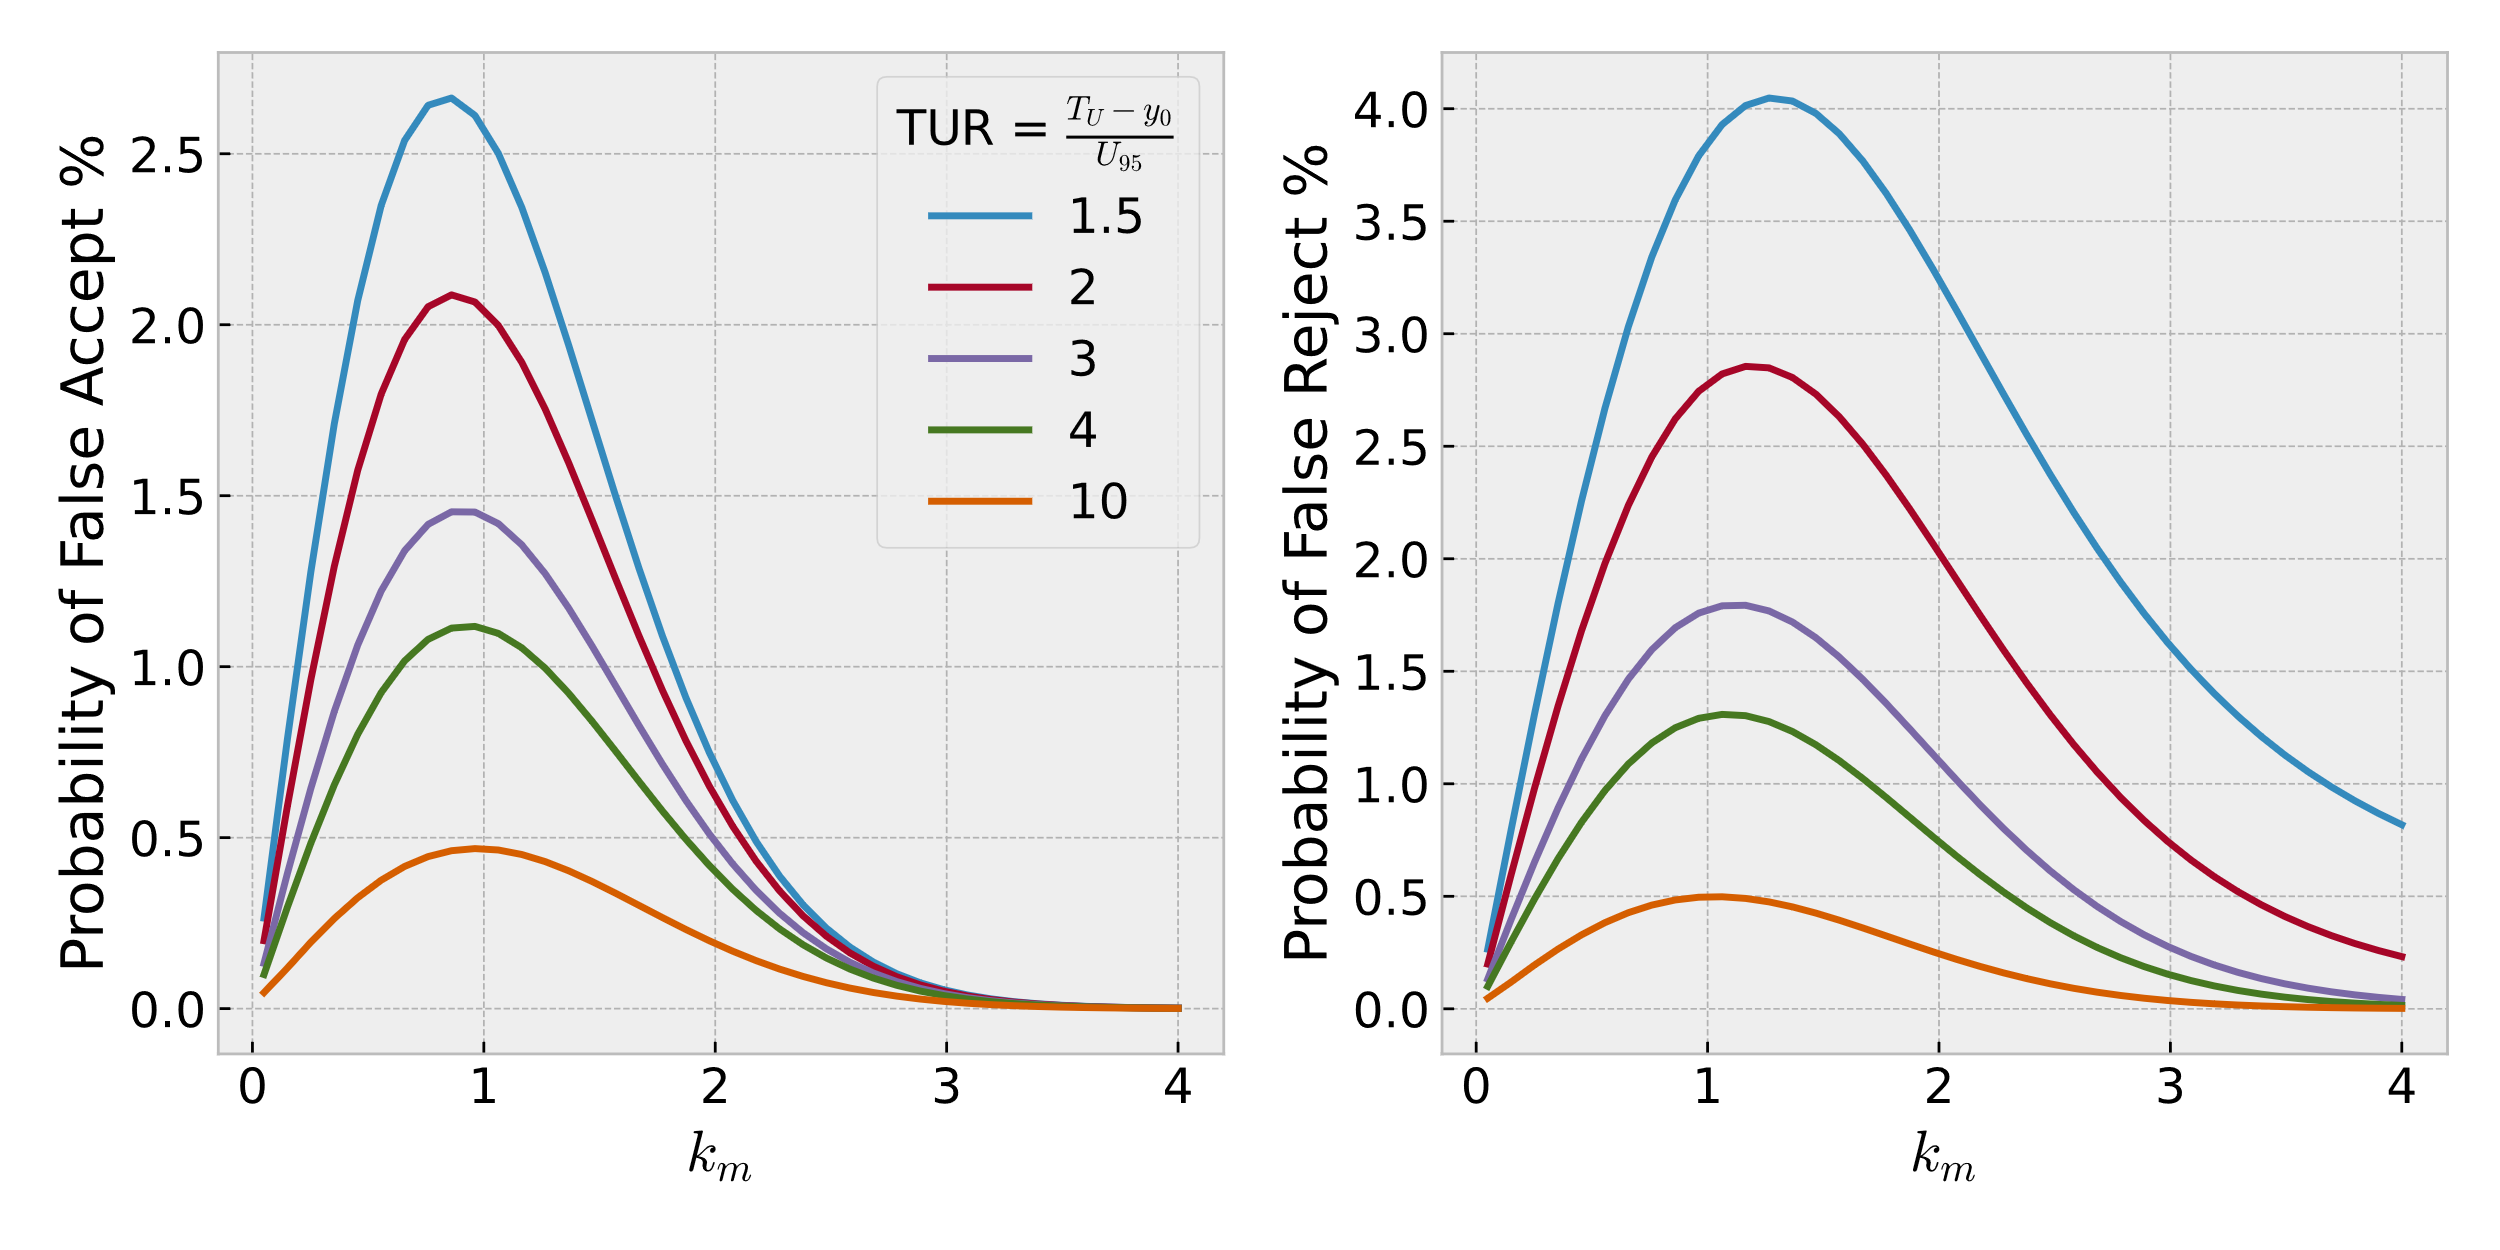 Probability of False Accept %
2.5
2.0
1.5
1.0
0.5
0.0
0 1 2 3 4
k_m
TUR = \frac{T_U - y_0}{U_{95}}
1.5
2
3
4
10
Probability of False Reject %
4.0
3.5
3.0
2.5
2.0
1.5
1.0
0.5
0.0
0 1 2 3 4
k_m